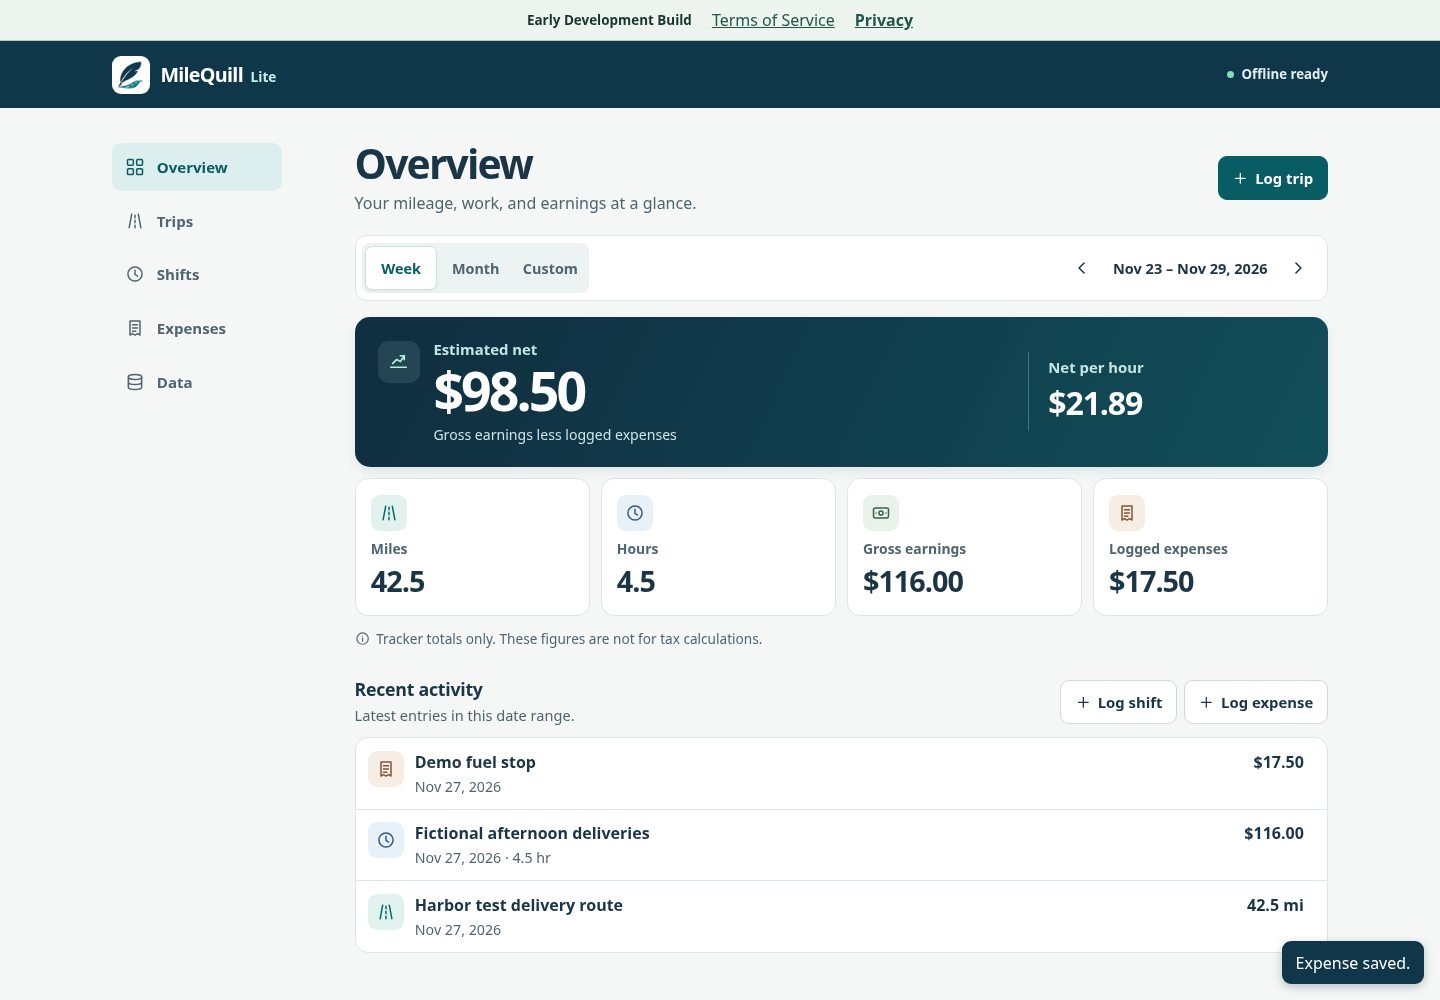 Early Development Build Terms of Service Privacy
MileQuill Lite
Offline ready
Overview
Trips
Shifts
Expenses
Data
Overview
Your mileage, work, and earnings at a glance.
Log trip
Week Month Custom
Nov 23 – Nov 29, 2026
Estimated net
$98.50
Gross earnings less logged expenses
Net per hour
$21.89
Miles
42.5
Hours
4.5
Gross earnings
$116.00
Logged expenses
$17.50
Tracker totals only. These figures are not for tax calculations.
Recent activity
Latest entries in this date range.
Log shift
Log expense
Demo fuel stop
$17.50
Nov 27, 2026
Fictional afternoon deliveries
$116.00
Nov 27, 2026 · 4.5 hr
Harbor test delivery route
42.5 mi
Nov 27, 2026
Expense saved.